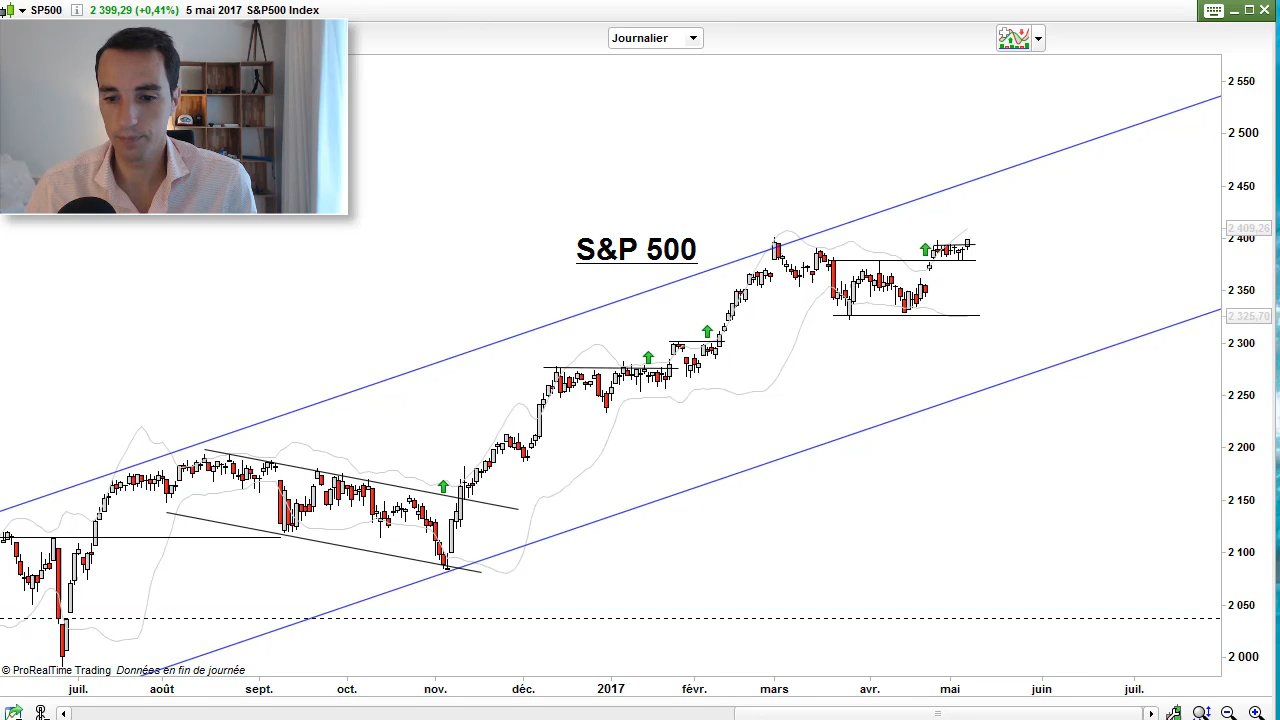 SP500 i 2 399,29 (+0,41%) 5 mai 2017 S&P500 Index
Journalier
2 550
2 500
2 450
2 409,26
2 400
2 350
2 325,70
2 300
2 250
2 200
2 150
2 100
2 050
2 000
S&P 500
© ProRealTime Trading Données en fin de journée
juil. août sept. oct. nov. déc. 2017 févr. mars avr. mai juin juil.